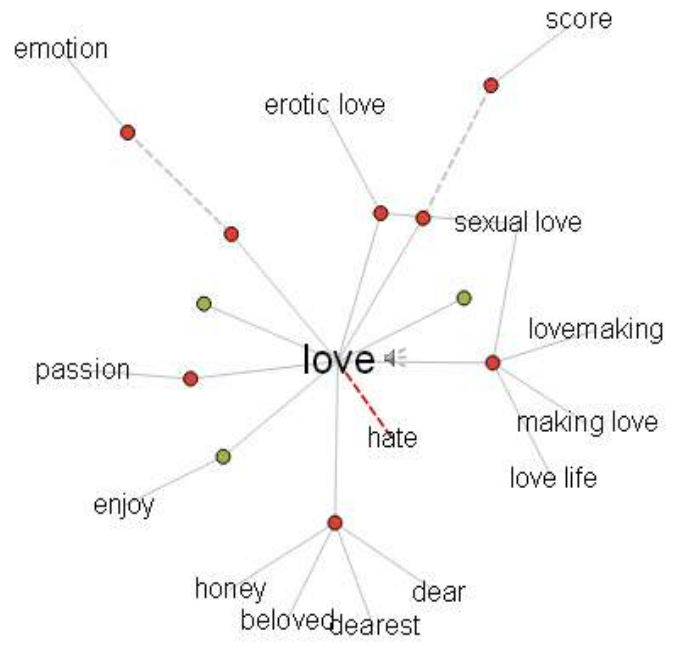 score
emotion
erotic love
sexual love
lovemaking
love
passion
making love
hate
love life
enjoy
honey
dear
beloved
dearest